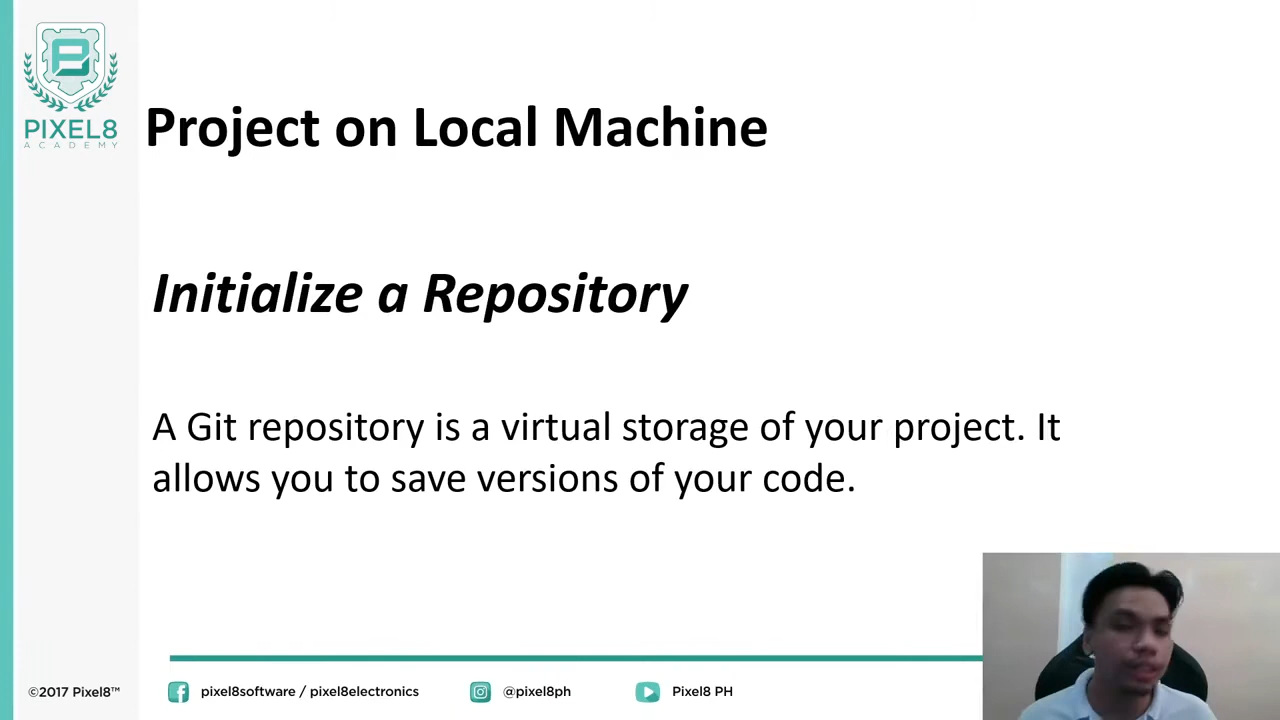 PIXEL8
ACADEMY
Project on Local Machine
Initialize a Repository
A Git repository is a virtual storage of your project. It
allows you to save versions of your code.
©2017 Pixel8™
pixel8software / pixel8electronics
@pixel8ph
Pixel8 PH